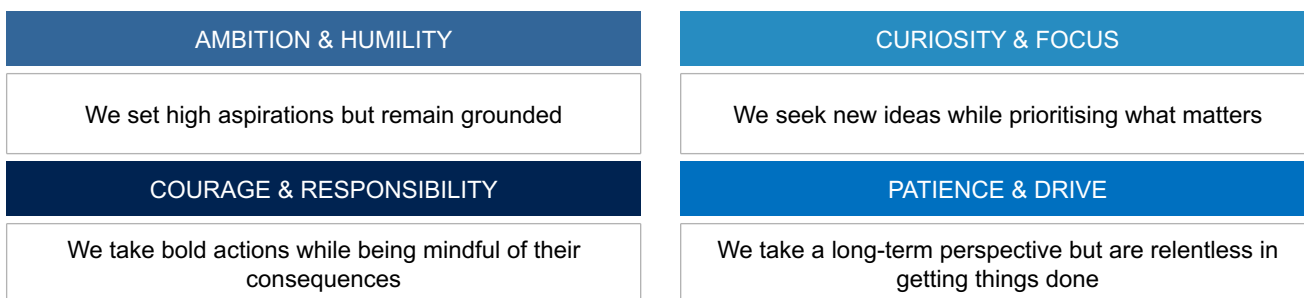 AMBITION & HUMILITY
We set high aspirations but remain grounded
CURIOSITY & FOCUS
We seek new ideas while prioritising what matters
COURAGE & RESPONSIBILITY
We take bold actions while being mindful of their
consequences
PATIENCE & DRIVE
We take a long-term perspective but are relentless in
getting things done